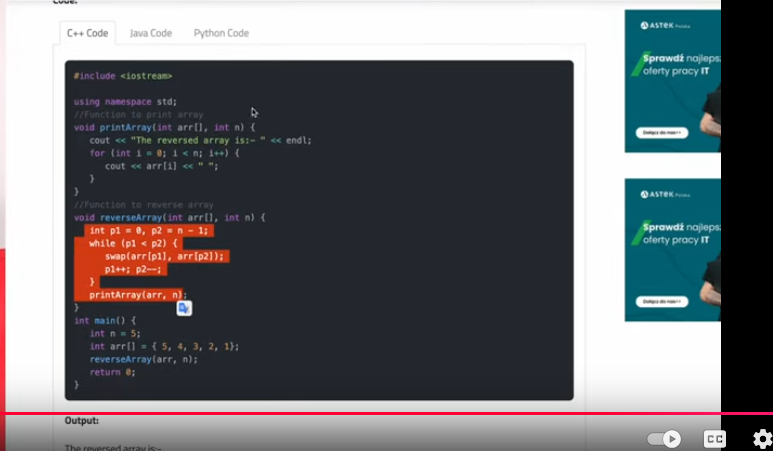 Code:
C++ Code Java Code Python Code
#include <iostream>
using namespace std;
//Function to print array
void printArray(int arr[], int n) {
cout << "The reversed array is:- " << endl;
for (int i = 0; i < n; i++) {
cout << arr[i] << " ";
}
}
//Function to reverse array
void reverseArray(int arr[], int n) {
int p1 = 0, p2 = n - 1;
while (p1 < p2) {
swap(arr[p1], arr[p2]);
p1++; p2--;
}
printArray(arr, n);
}
int main() {
int n = 5;
int arr[] = { 5, 4, 3, 2, 1};
reverseArray(arr, n);
return 0;
}
Output:
The reversed array is:-
ASTEK Polska
Sprawdź najleps
oferty pracy IT
Dołącz do nas>>
ASTEK Polska
Sprawdź najleps
oferty pracy IT
Dołącz do nas>>
CC